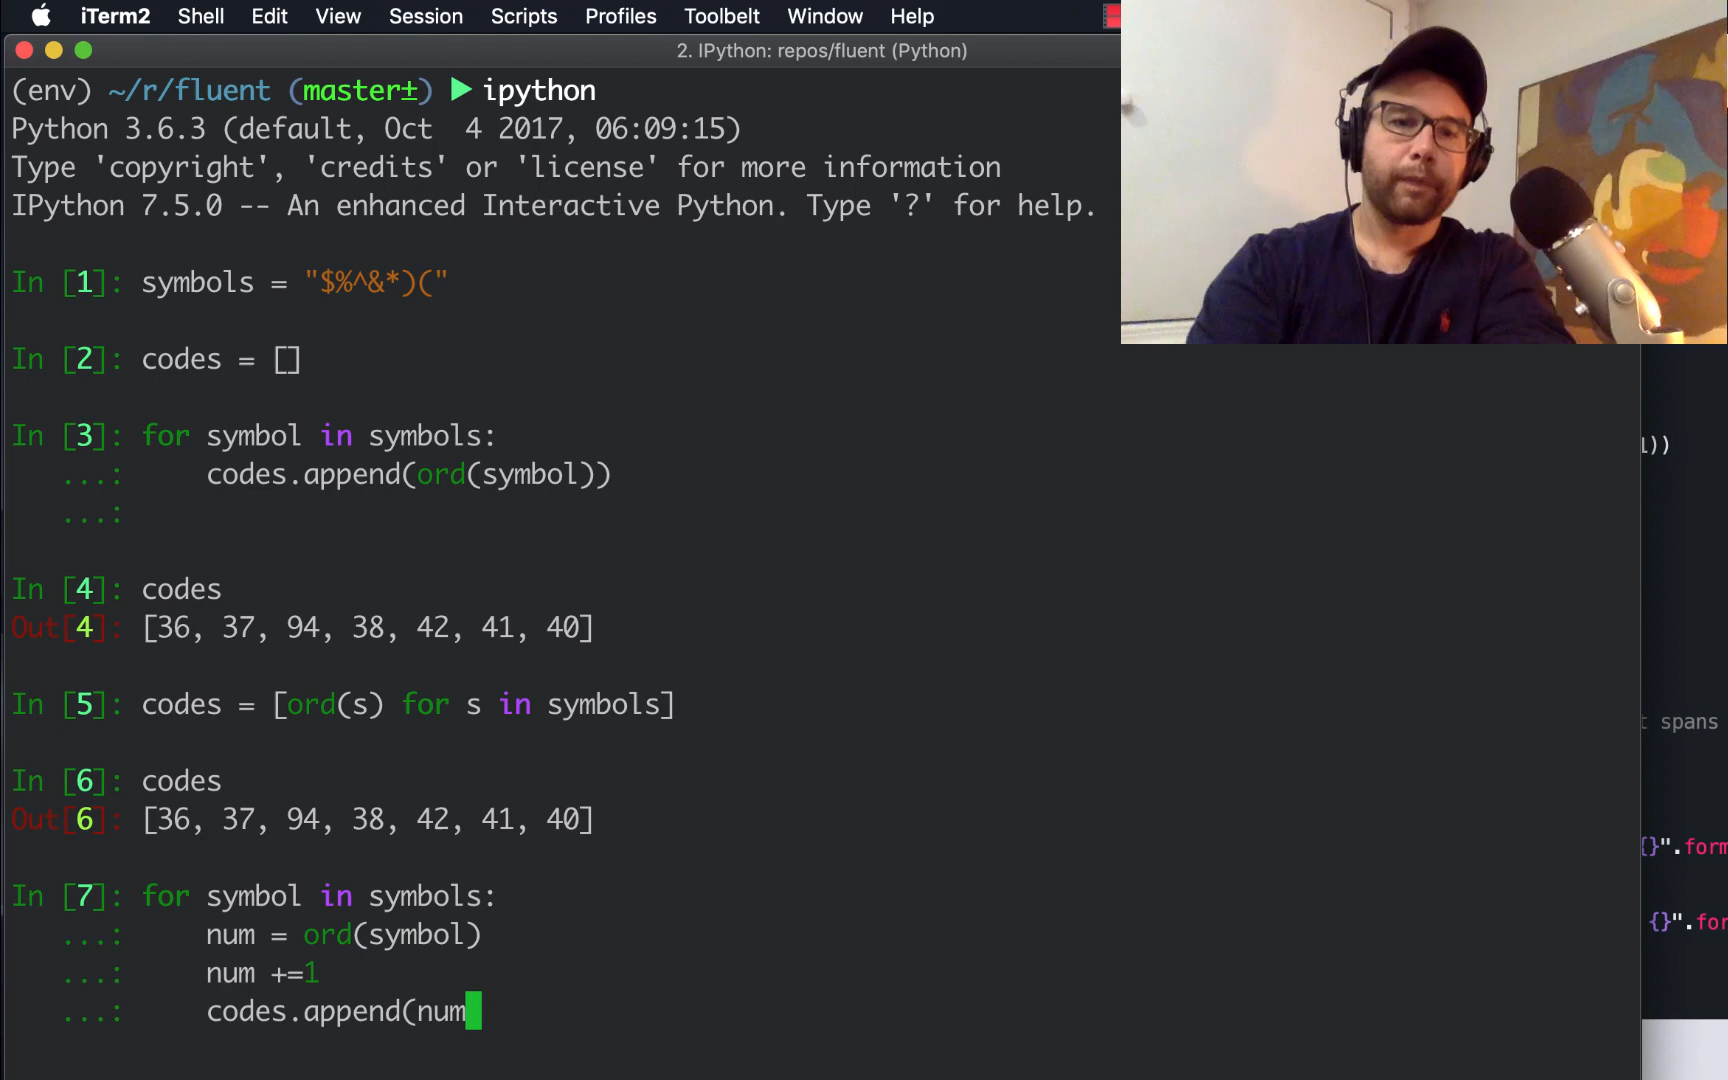 iTerm2 Shell Edit View Session Scripts Profiles Toolbelt Window Help
2. IPython: repos/fluent (Python)
(env) ~/r/fluent (master±) ▶ ipython
Python 3.6.3 (default, Oct  4 2017, 06:09:15)
Type 'copyright', 'credits' or 'license' for more information
IPython 7.5.0 -- An enhanced Interactive Python. Type '?' for help.
In [1]: symbols = "$%^&*)("
In [2]: codes = []
In [3]: for symbol in symbols:
   ...:     codes.append(ord(symbol))
   ...:
In [4]: codes
Out[4]: [36, 37, 94, 38, 42, 41, 40]
In [5]: codes = [ord(s) for s in symbols]
In [6]: codes
Out[6]: [36, 37, 94, 38, 42, 41, 40]
In [7]: for symbol in symbols:
   ...:     num = ord(symbol)
   ...:     num +=1
   ...:     codes.append(num
))
spans
{}".form
{}".for